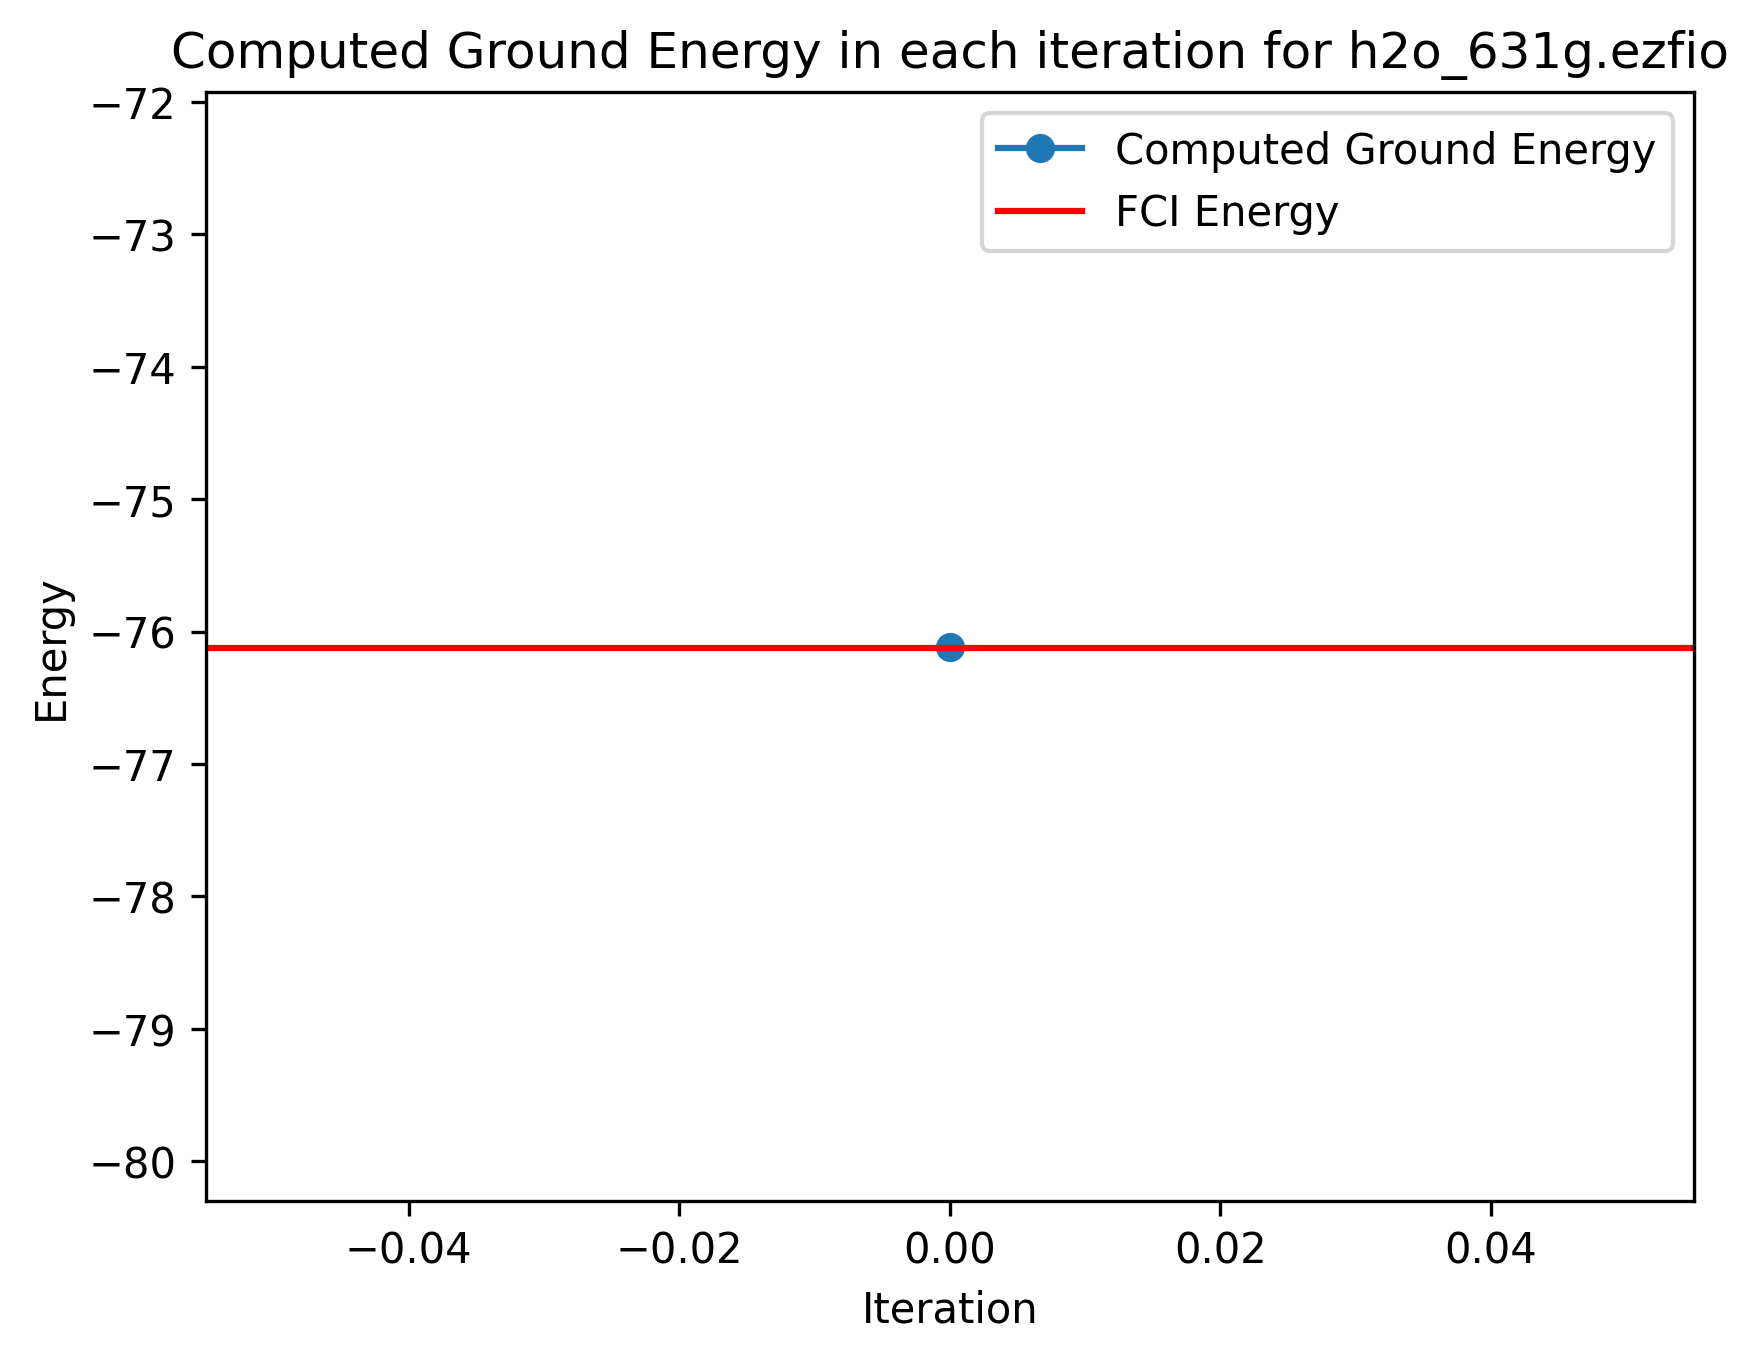 Computed Ground Energy in each iteration for h2o_631g.ezfio
Computed Ground Energy
FCI Energy
Energy
−72
−73
−74
−75
−76
−77
−78
−79
−80
−0.04
−0.02
0.00
0.02
0.04
Iteration